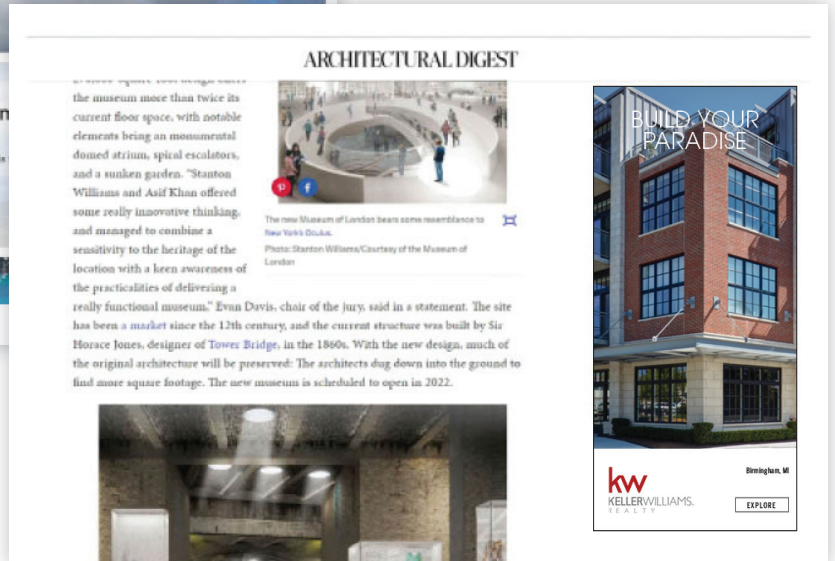 ARCHITECTURAL DIGEST
the museum more than twice its
current floor space, with notable
elements being an monumental
domed atrium, spiral escalators,
and a sunken garden. "Stanton
Williams and Asif Khan offered
some really innovative thinking,
and managed to combine a
sensitivity to the heritage of the
location with a keen awareness of
the practicalities of delivering a
really functional museum," Evan Davis, chair of the jury, said in a statement. The site
has been a market since the 12th century, and the current structure was built by Sir
Horace Jones, designer of Tower Bridge, in the 1860s. With the new design, much of
the original architecture will be preserved: The architects dug down into the ground to
find more square footage. The new museum is scheduled to open in 2022.
The new Museum of London bears some resemblance to
New York's Oculus.
Photo: Stanton Williams/Courtesy of the Museum of
London
BUILD YOUR
PARADISE
Birmingham, MI
kw
KELLERWILLIAMS.
REALTY
EXPLORE